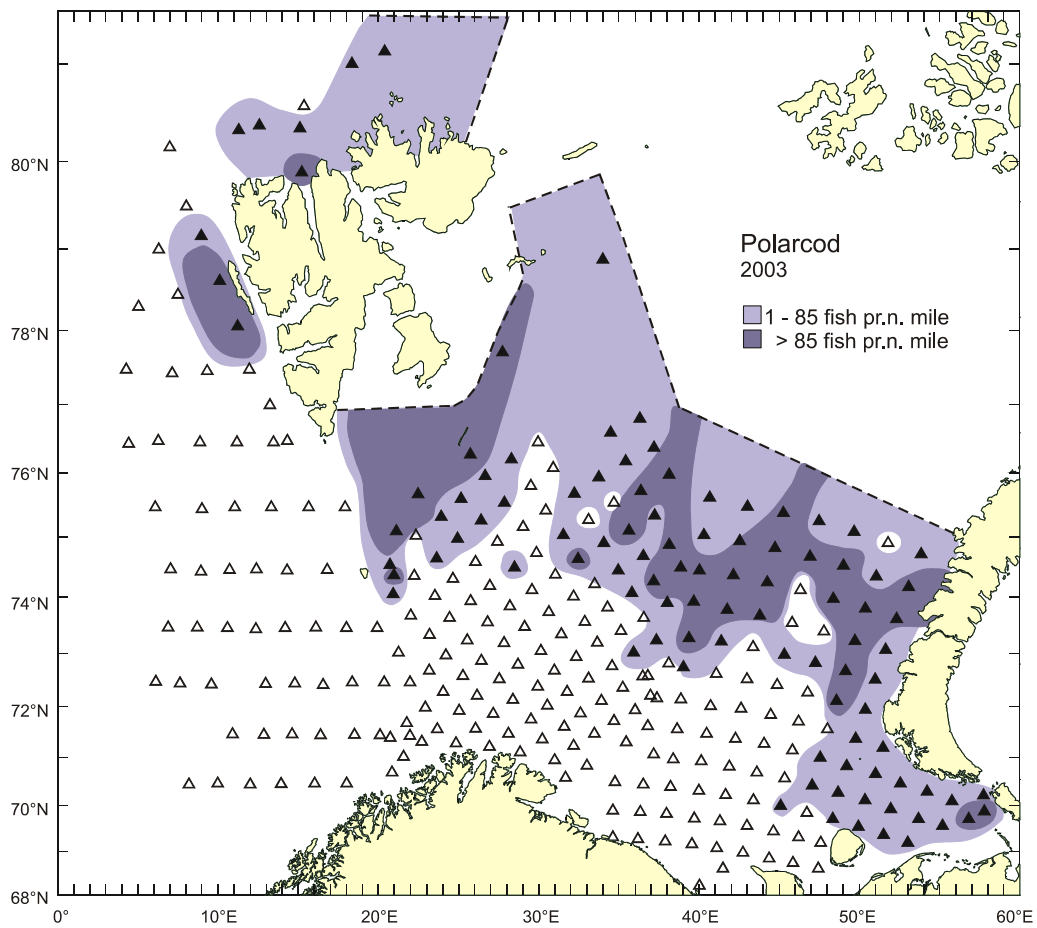 80°N
Polarcod
2003
1 - 85 fish pr.n. mile
> 85 fish pr.n. mile
78°N
76°N
74°N
72°N
70°N
68°N
0° 10°E 20°E 30°E 40°E 50°E 60°E